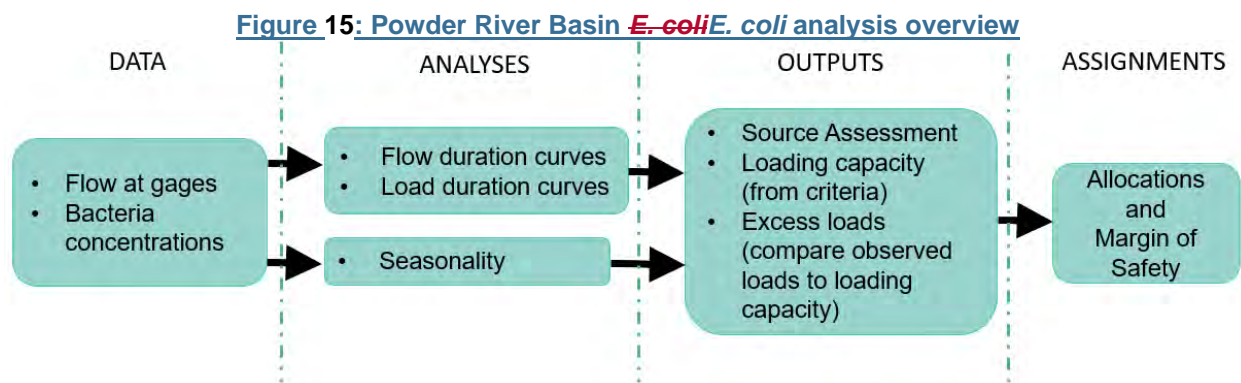 Figure 15: Powder River Basin E. coliE. coli analysis overview
DATA
ANALYSES
OUTPUTS
ASSIGNMENTS
• Flow at gages
• Bacteria
concentrations
• Flow duration curves
• Load duration curves
• Seasonality
• Source Assessment
• Loading capacity
(from criteria)
• Excess loads
(compare observed
loads to loading
capacity)
Allocations
and
Margin of
Safety